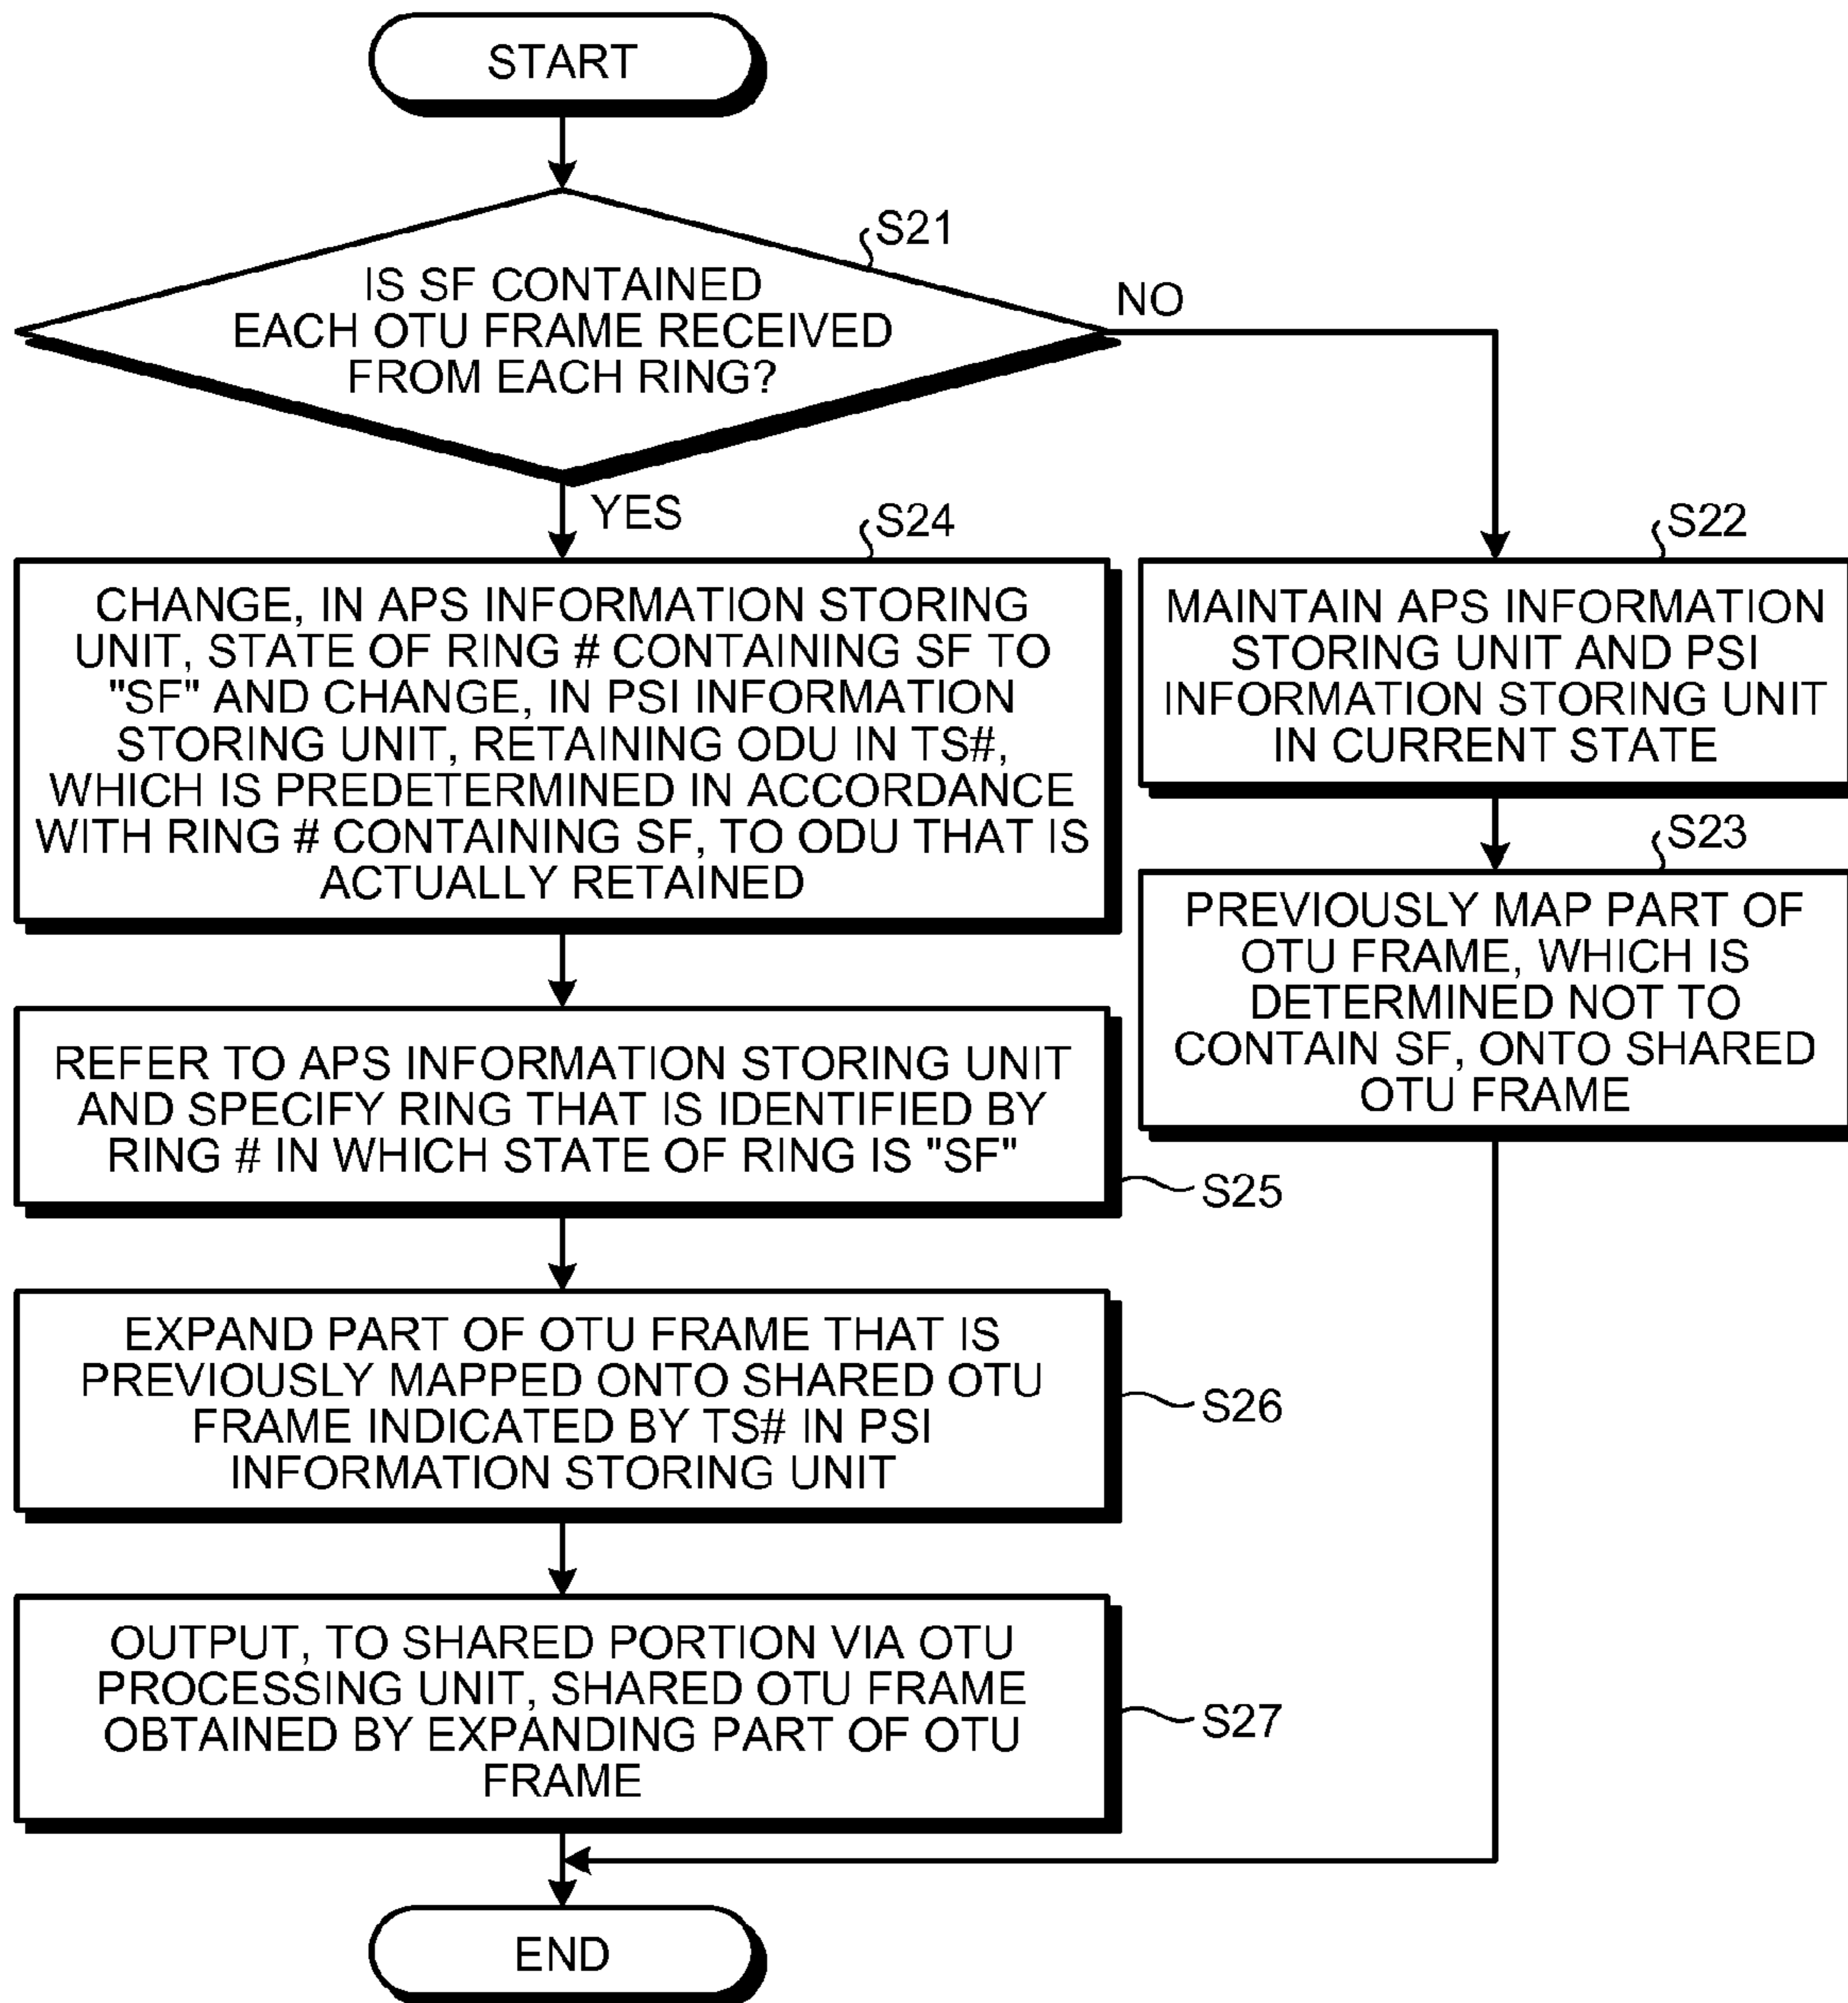 START
S21
IS SF CONTAINED
EACH OTU FRAME RECEIVED
FROM EACH RING?
NO
YES
S24
CHANGE, IN APS INFORMATION STORING
UNIT, STATE OF RING # CONTAINING SF TO
"SF" AND CHANGE, IN PSI INFORMATION
STORING UNIT, RETAINING ODU IN TS#,
WHICH IS PREDETERMINED IN ACCORDANCE
WITH RING # CONTAINING SF, TO ODU THAT IS
ACTUALLY RETAINED
S22
MAINTAIN APS INFORMATION
STORING UNIT AND PSI
INFORMATION STORING UNIT
IN CURRENT STATE
S23
PREVIOUSLY MAP PART OF
OTU FRAME, WHICH IS
DETERMINED NOT TO
CONTAIN SF, ONTO SHARED
OTU FRAME
REFER TO APS INFORMATION STORING UNIT
AND SPECIFY RING THAT IS IDENTIFIED BY
RING # IN WHICH STATE OF RING IS "SF"
S25
EXPAND PART OF OTU FRAME THAT IS
PREVIOUSLY MAPPED ONTO SHARED OTU
FRAME INDICATED BY TS# IN PSI
INFORMATION STORING UNIT
S26
OUTPUT, TO SHARED PORTION VIA OTU
PROCESSING UNIT, SHARED OTU FRAME
OBTAINED BY EXPANDING PART OF OTU
FRAME
S27
END